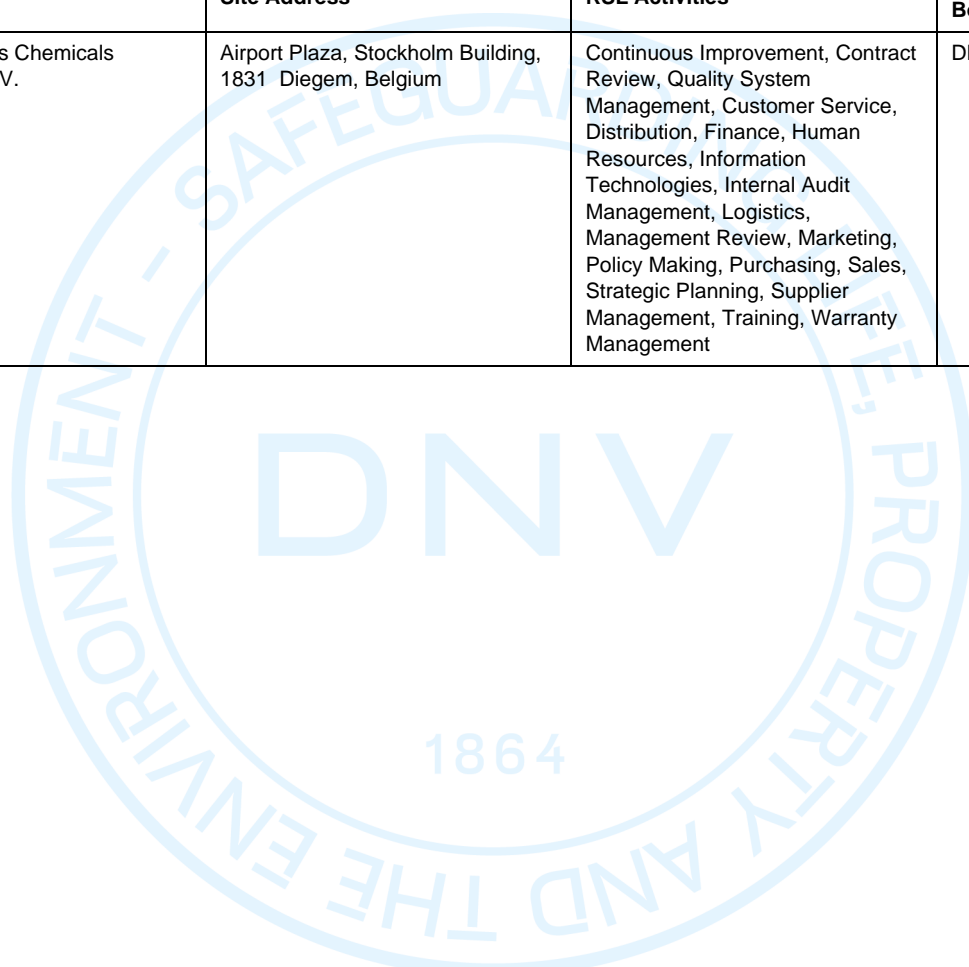 Site Address
RSL Activities
s Chemicals
V.
Airport Plaza, Stockholm Building,
1831 Diegem, Belgium
Continuous Improvement, Contract
Review, Quality System
Management, Customer Service,
Distribution, Finance, Human
Resources, Information
Technologies, Internal Audit
Management, Logistics,
Management Review, Marketing,
Policy Making, Purchasing, Sales,
Strategic Planning, Supplier
Management, Training, Warranty
Management
SAFEGUARDING LIFE, PROPERTY AND THE ENVIRONMENT -
DNV
1864